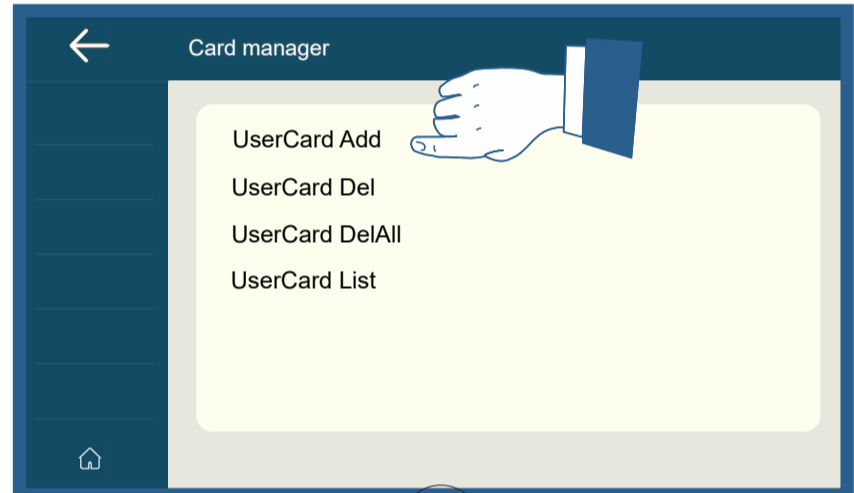 Card manager
UserCard Add
UserCard Del
UserCard DelAll
UserCard List